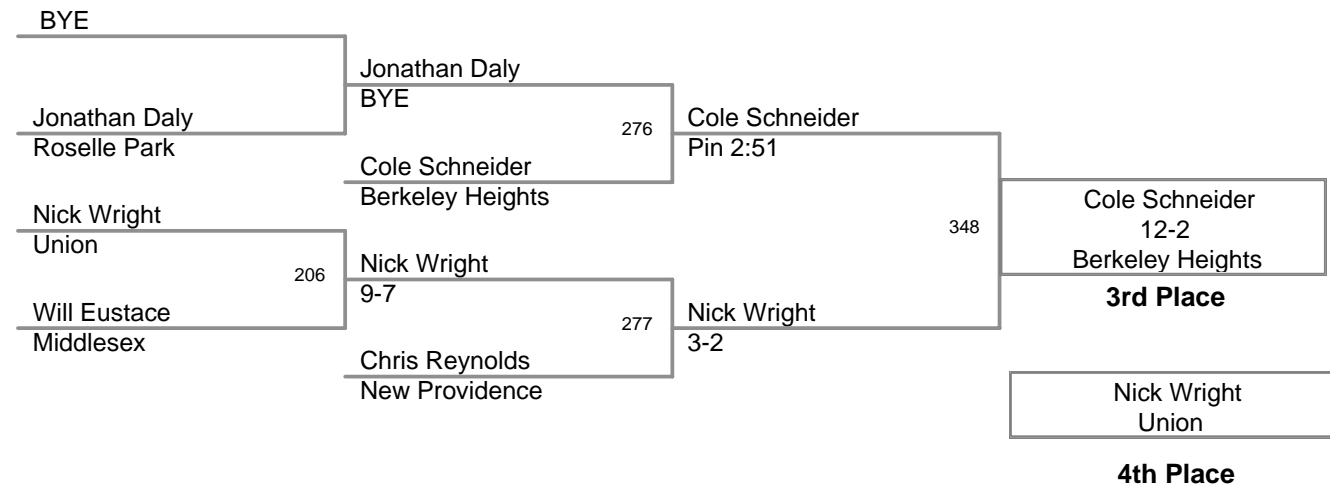 BYE
Jonathan Daly
Roselle Park
Nick Wright
Union
Will Eustace
Middlesex
Jonathan Daly
BYE
Cole Schneider
Berkeley Heights
206
Nick Wright
9-7
Chris Reynolds
New Providence
276
Cole Schneider
Pin 2:51
277
Nick Wright
3-2
348
Cole Schneider
12-2
Berkeley Heights
3rd Place
Nick Wright
Union
4th Place